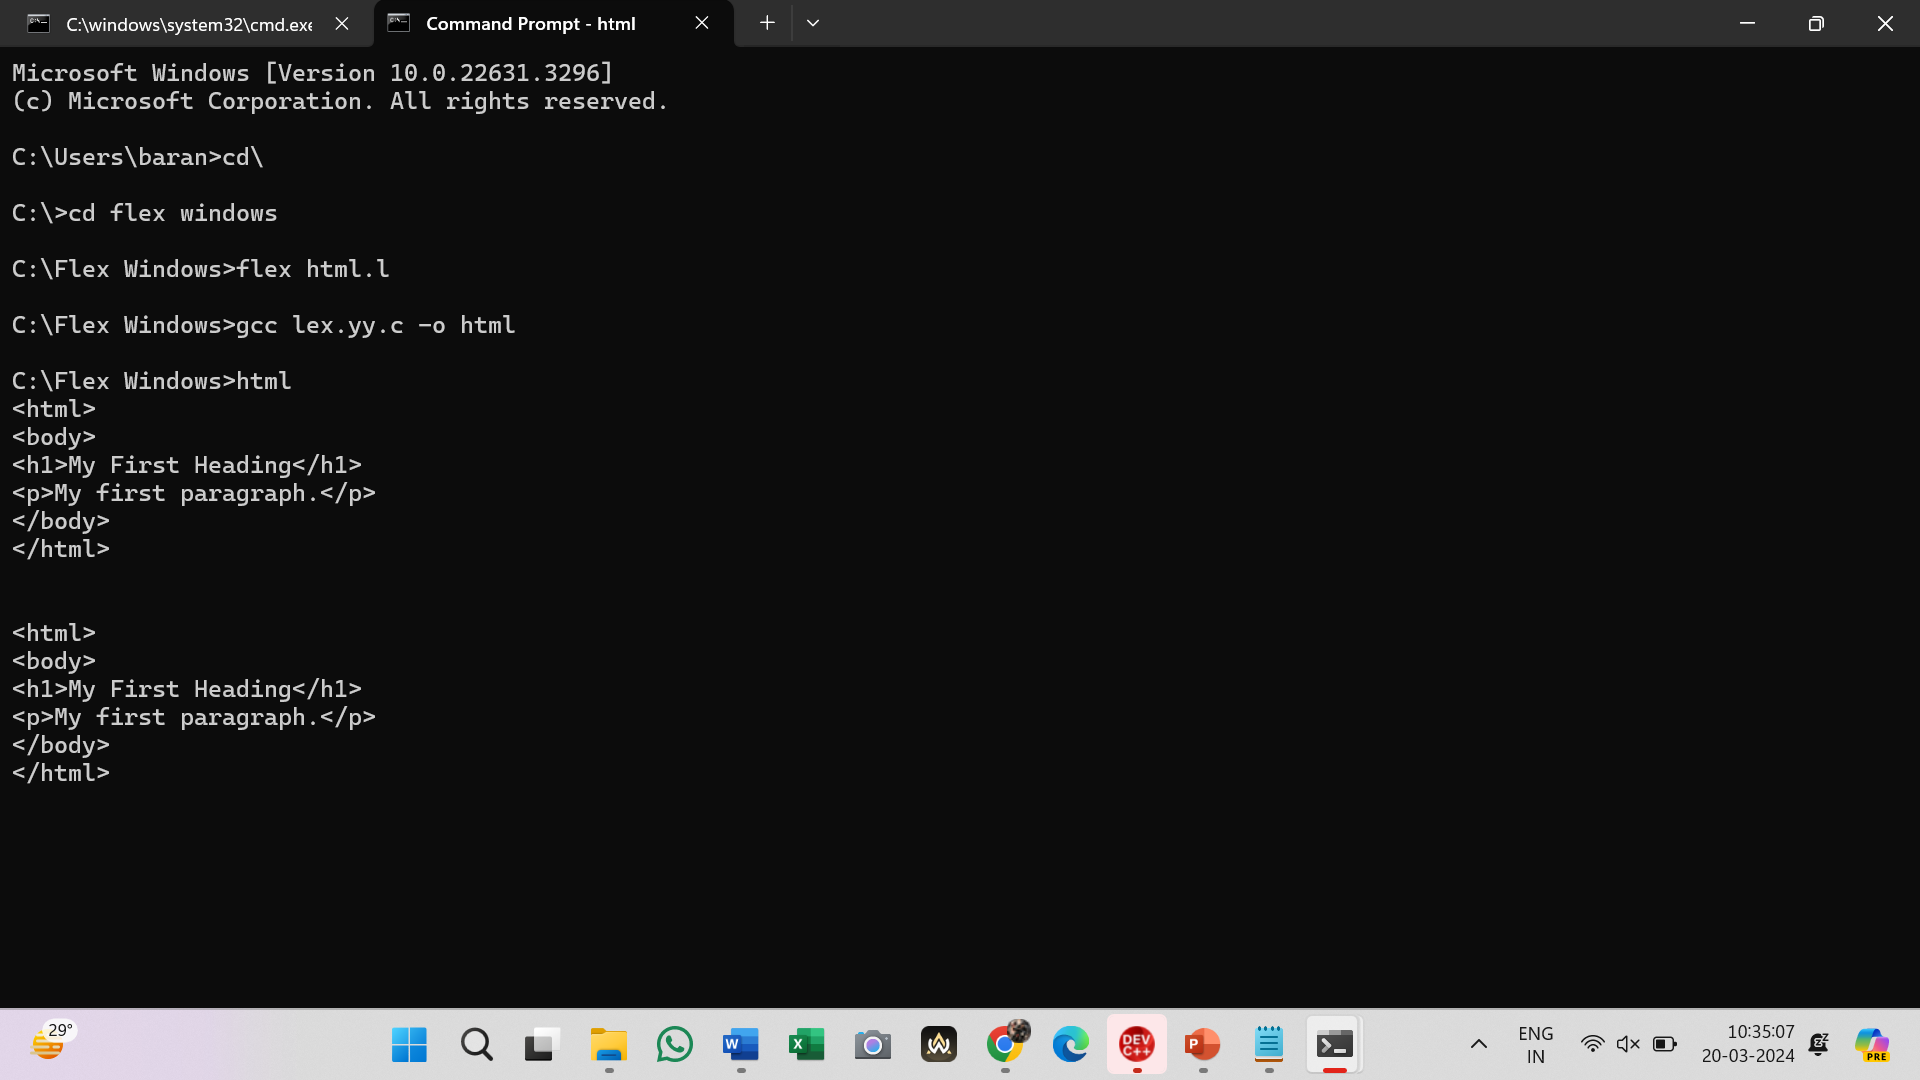 C:\windows\system32\cmd.exe
Command Prompt - html
Microsoft Windows [Version 10.0.22631.3296]
(c) Microsoft Corporation. All rights reserved.
C:\Users\baran>cd\
C:\>cd flex windows
C:\Flex Windows>flex html.l
C:\Flex Windows>gcc lex.yy.c -o html
C:\Flex Windows>html
<html>
<body>
<h1>My First Heading</h1>
<p>My first paragraph.</p>
</body>
</html>
<html>
<body>
<h1>My First Heading</h1>
<p>My first paragraph.</p>
</body>
</html>
29°
W
X
DEV
C++
P
ENG
IN
10:35:07
20-03-2024
PRE